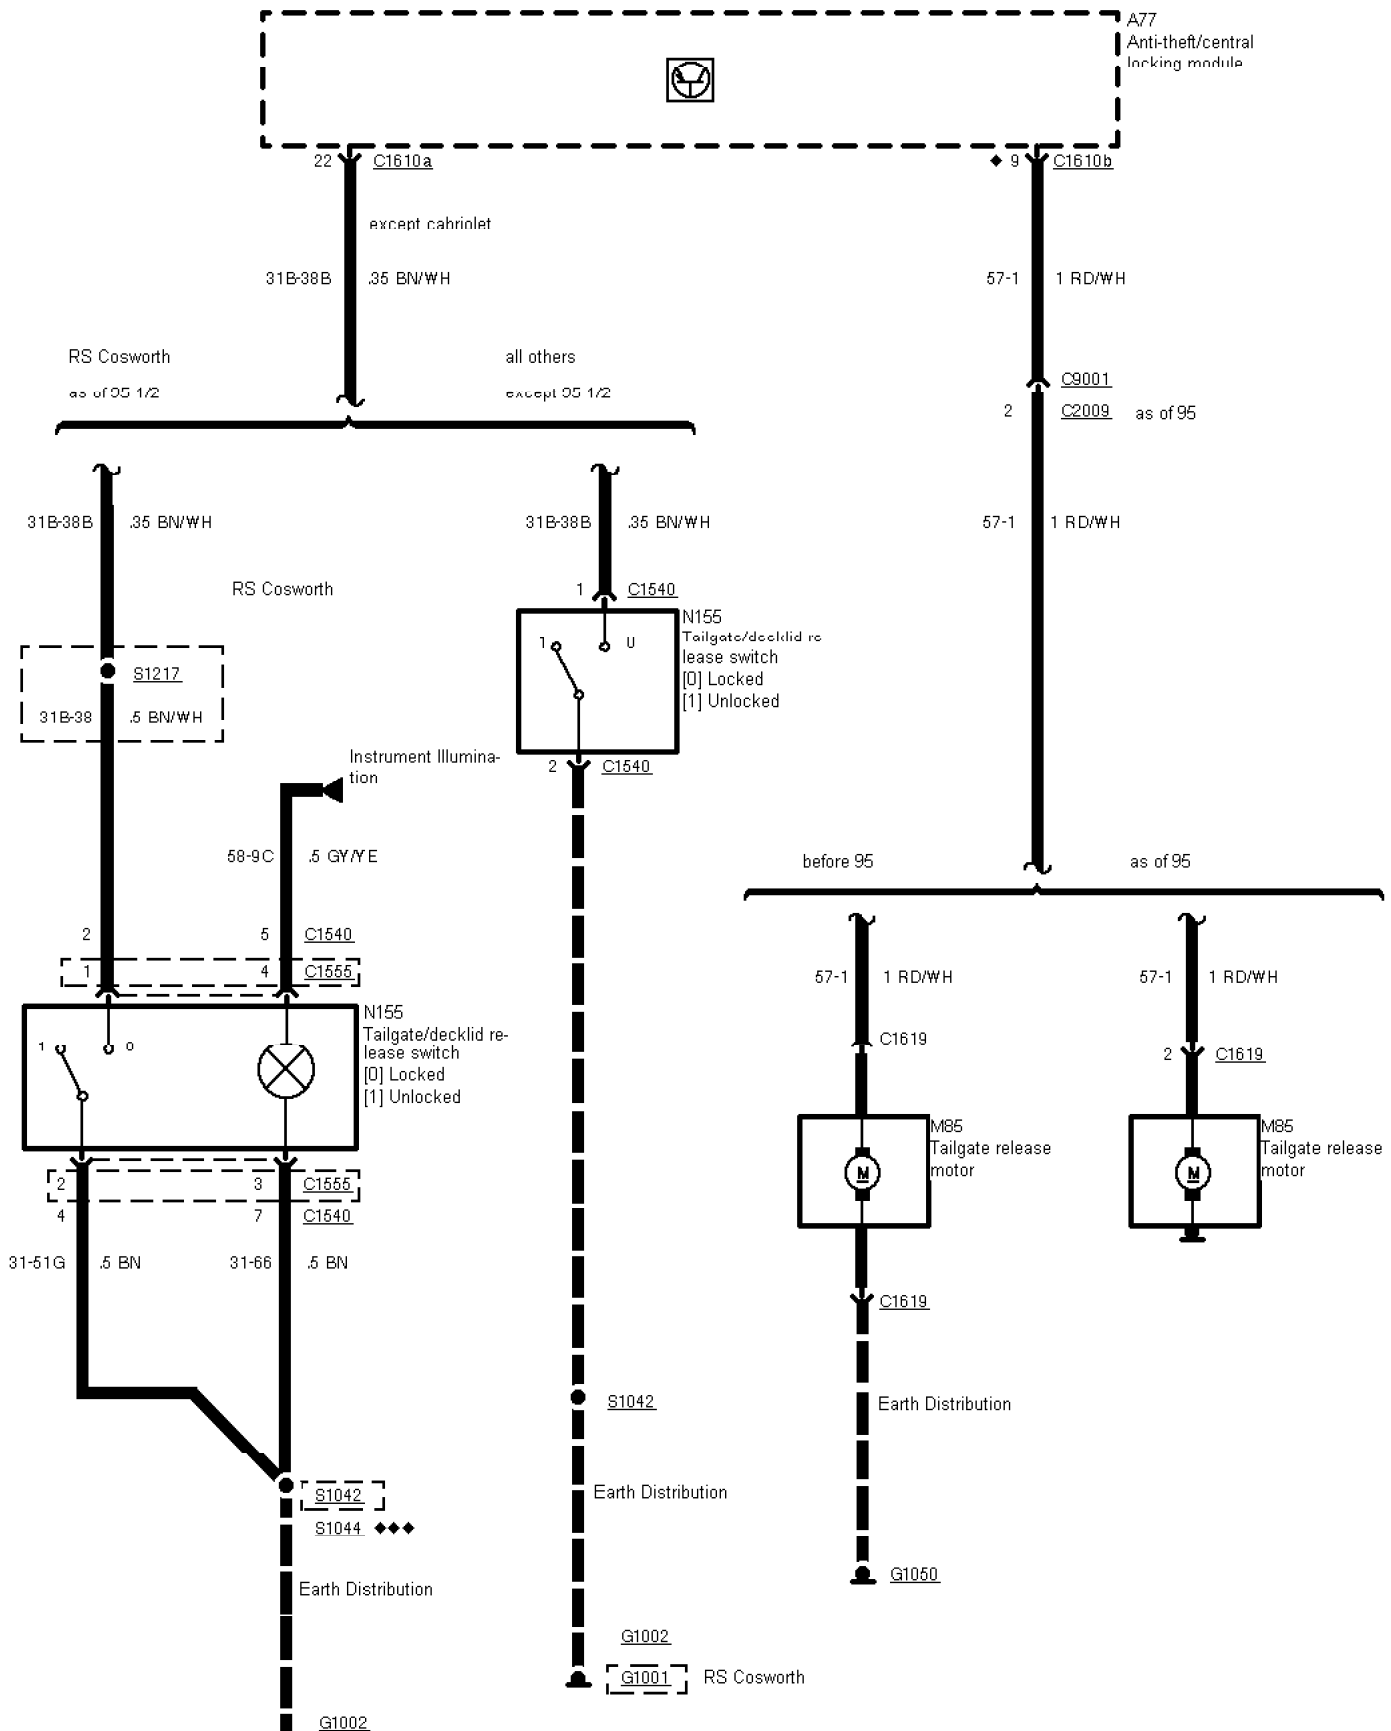 A77
Anti-theft/central
locking module
22
C1610a
9
C1610b
except cabriolet
31B-38B
.35 BN/WH
57-1
1 RD/WH
RS Cosworth
as of 95 1/2
all others
except 95 1/2
C9001
2
C2009
as of 95
31B-38B
.35 BN/WH
31B-38B
.35 BN/WH
57-1
1 RD/WH
RS Cosworth
1
C1540
N155
Tailgate/decklid re
lease switch
[0] Locked
[1] Unlocked
1
U
S1217
31B-38
.5 BN/WH
2
C1540
Instrument Illumina-
tion
58-9C
.5 GY/YE
before 95
as of 95
2
5
C1540
1
4
C1555
57-1
1 RD/WH
57-1
1 RD/WH
N155
Tailgate/decklid re-
lease switch
[0] Locked
[1] Unlocked
1
0
C1619
2
C1619
M85
Tailgate release
motor
M
M85
Tailgate release
motor
M
2
3
C1555
4
7
C1540
31-51G
.5 BN
31-66
.5 BN
C1619
S1042
Earth Distribution
S1042
S1044
Earth Distribution
Earth Distribution
G1050
G1002
G1001
RS Cosworth
G1002